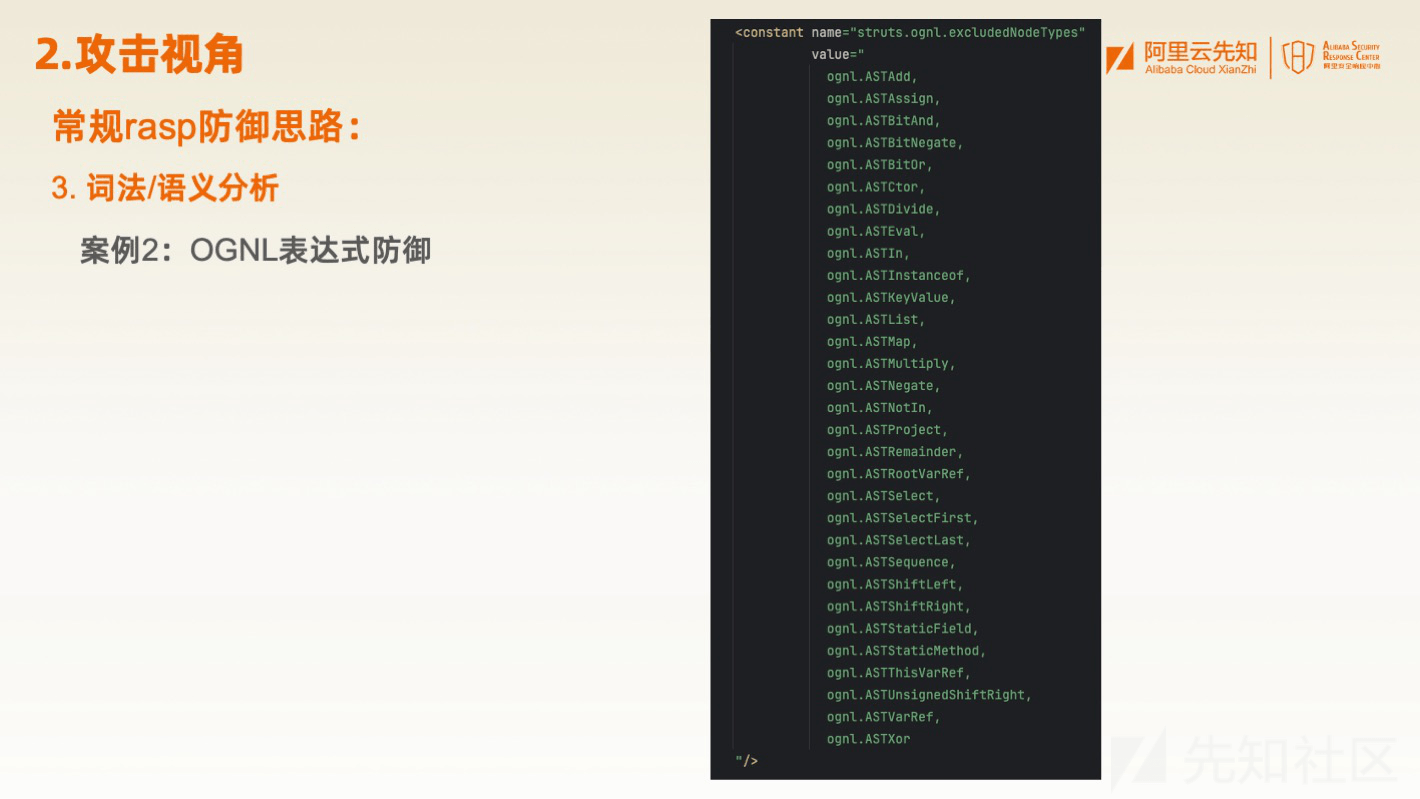 2.攻击视角
常规rasp防御思路：
3. 词法/语义分析
案例2：OGNL表达式防御
<constant name="struts.ognl.excludedNodeTypes"
value="
ognl.ASTAdd,
ognl.ASTAssign,
ognl.ASTBitAnd,
ognl.ASTBitNegate,
ognl.ASTBitOr,
ognl.ASTCtor,
ognl.ASTDivide,
ognl.ASTEval,
ognl.ASTIn,
ognl.ASTInstanceof,
ognl.ASTKeyValue,
ognl.ASTList,
ognl.ASTMap,
ognl.ASTMultiply,
ognl.ASTNegate,
ognl.ASTNotIn,
ognl.ASTProject,
ognl.ASTRemainder,
ognl.ASTRootVarRef,
ognl.ASTSelect,
ognl.ASTSelectFirst,
ognl.ASTSelectLast,
ognl.ASTSequence,
ognl.ASTShiftLeft,
ognl.ASTShiftRight,
ognl.ASTStaticField,
ognl.ASTStaticMethod,
ognl.ASTThisVarRef,
ognl.ASTUnsignedShiftRight,
ognl.ASTVarRef,
ognl.ASTXor
"/>
阿里云先知
Alibaba Cloud XianZhi
ALIBABA SECURITY
RESPONSE CENTER
阿里安全响应中心
先知社区